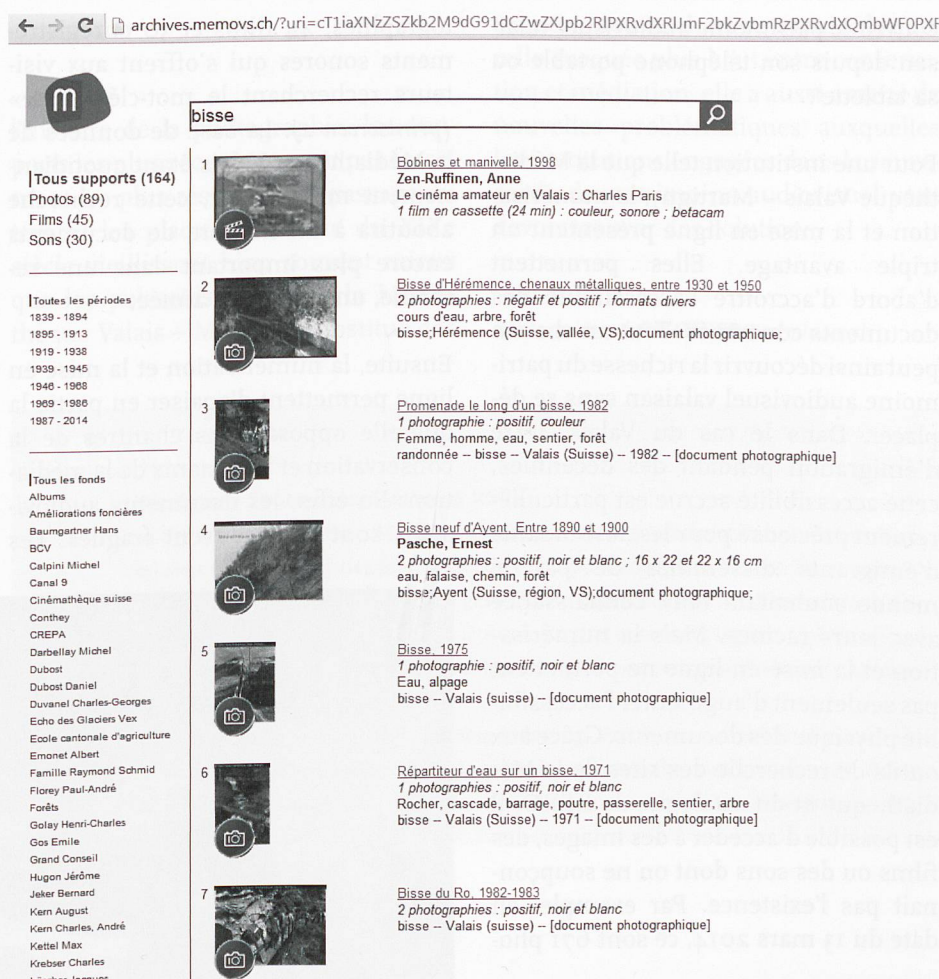 archives.memovs.ch/?uri=cT1iaXNzZSZkb2M9dG91dCZwZXJpb2RlPXRvdXRlJmF2bkZvbmRzPXRvdXQmbWF0PXF
m
bisse
Tous supports (164)
Photos (89)
Films (45)
Sons (30)
Toutes les périodes
1839 - 1894
1895 - 1913
1919 - 1938
1939 - 1945
1946 - 1968
1969 - 1986
1987 - 2014
Tous les fonds
Albums
Améliorations foncières
Baumgartner Hans
BCV
Calpini Michel
Canal 9
Cinémathèque suisse
Conthey
CREPA
Darbellay Michel
Dubost
Dubost Daniel
Duvanel Charles-Georges
Echo des Glaciers Vex
Ecole cantonale d'agriculture
Emonet Albert
Famille Raymond Schmid
Florey Paul-André
Forêts
Golay Henri-Charles
Gos Emile
Grand Conseil
Hugon Jérôme
Jeker Bernard
Kern August
Kern Charles, André
Kettel Max
Krebser Charles
BOBINES
Bobines et manivelle, 1998
Zen-Ruffinen, Anne
Le cinéma amateur en Valais : Charles Paris
1 film en cassette (24 min) : couleur, sonore ; betacam
2
Bisse d'Hérémence, chenaux métalliques, entre 1930 et 1950
2 photographies : négatif et positif ; formats divers
cours d'eau, arbre, forêt
bisse;Hérémence (Suisse, vallée, VS);document photographique;
3
Promenade le long d'un bisse, 1982
1 photographie : positif, couleur
Femme, homme, eau, sentier, forêt
randonnée -- bisse -- Valais (Suisse) -- 1982 -- [document photographique]
4
Bisse neuf d'Ayent, Entre 1890 et 1900
Pasche, Ernest
2 photographies : positif, noir et blanc ; 16 x 22 et 22 x 16 cm
eau, falaise, chemin, forêt
bisse;Ayent (Suisse, région, VS);document photographique;
5
Bisse, 1975
1 photographie : positif, noir et blanc
Eau, alpage
bisse -- Valais (suisse) -- [document photographique]
6
Répartiteur d'eau sur un bisse, 1971
1 photographie : positif, noir et blanc
Rocher, cascade, barrage, poutre, passerelle, sentier, arbre
bisse -- Valais (Suisse) -- 1971 -- [document photographique]
7
Bisse du Ro, 1982-1983
2 photographies : positif, noir et blanc
bisse -- Valais (suisse) -- [document photographique]